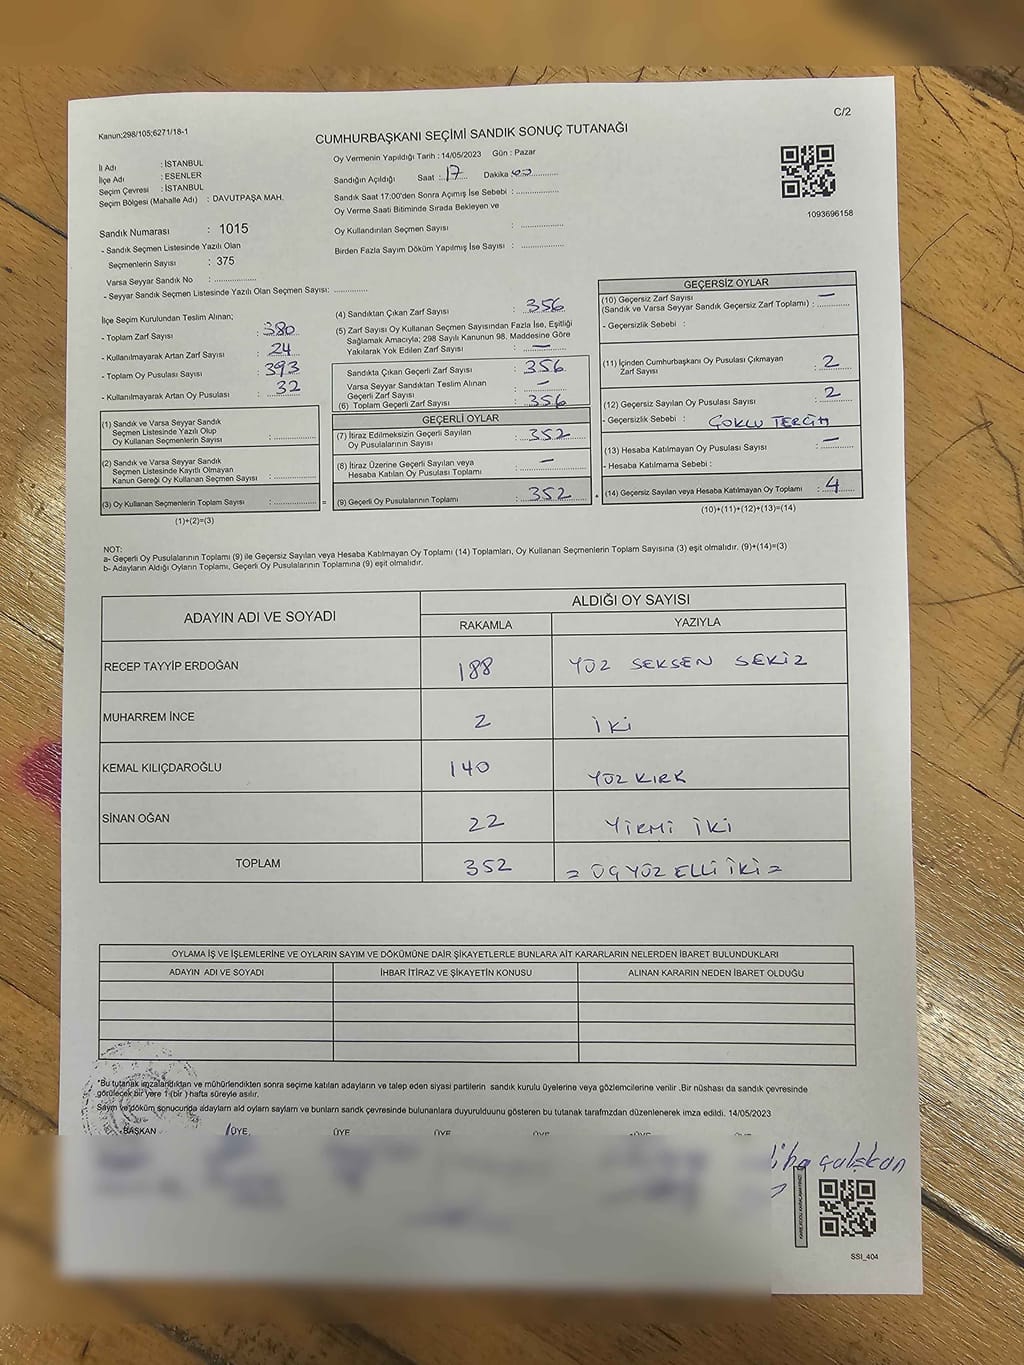 Kanun;298/105;6271/18-1
C/2
CUMHURBAŞKANI SEÇİMİ SANDIK SONUÇ TUTANAĞI
İl Adı : İSTANBUL
İlçe Adı : ESENLER
Seçim Çevresi : İSTANBUL
Seçim Bölgesi (Mahalle Adı) : DAVUTPAŞA MAH.
Sandık Numarası : 1015
- Sandık Seçmen Listesinde Yazılı Olan
Seçmenlerin Sayısı : 375
Varsa Seyyar Sandık No : ..............
- Seyyar Sandık Seçmen Listesinde Yazılı Olan Seçmen Sayısı: ............
Oy Vermenin Yapıldığı Tarih : 14/05/2023 Gün : Pazar
Sandığın Açıldığı Saat : 17 Dakika 00
Sandık Saat 17:00'den Sonra Açımış İse Sebebi : ..............
Oy Verme Saati Bitiminde Sırada Bekleyen ve
Oy Kullandırılan Seçmen Sayısı : ..............
Birden Fazla Sayım Döküm Yapılmış İse Sayısı : ..............
1093696158
İlçe Seçim Kurulundan Teslim Alınan;
- Toplam Zarf Sayısı : 380
- Kullanılmayarak Artan Zarf Sayısı : 24
- Toplam Oy Pusulası Sayısı : 393
- Kullanılmayarak Artan Oy Pusulası : 32
(1) Sandık ve Varsa Seyyar Sandık
Seçmen Listesinde Yazılı Olup
Oy Kullanan Seçmenlerin Sayısı : ..............
(2) Sandık ve Varsa Seyyar Sandık
Seçmen Listesinde Kayıtlı Olmayan
Kanun Gereği Oy Kullanan Seçmen Sayısı : ..............
(3) Oy Kullanan Seçmenlerin Toplam Sayısı : .............. =
(1)+(2)=(3)
(4) Sandıktan Çıkan Zarf Sayısı : 356
(5) Zarf Sayısı Oy Kullanan Seçmen Sayısından Fazla İse, Eşitliği
Sağlamak Amacıyla; 298 Sayılı Kanunun 98. Maddesine Göre
Yakılarak Yok Edilen Zarf Sayısı : —
Sandıkta Çıkan Geçerli Zarf Sayısı : 356
Varsa Seyyar Sandıktan Teslim Alınan
Geçerli Zarf Sayısı : —
(6) Toplam Geçerli Zarf Sayısı : 356
GEÇERLİ OYLAR
(7) İtiraz Edilmeksizin Geçerli Sayılan
Oy Pusulalarının Sayısı : 352
(8) İtiraz Üzerine Geçerli Sayılan veya
Hesaba Katılan Oy Pusulası Toplamı : —
(9) Geçerli Oy Pusulalarının Toplamı : 352 +
GEÇERSİZ OYLAR
(10) Geçersiz Zarf Sayısı
(Sandık ve Varsa Seyyar Sandık Geçersiz Zarf Toplamı) : —
- Geçersizlik Sebebi :
(11) İçinden Cumhurbaşkanı Oy Pusulası Çıkmayan
Zarf Sayısı : 2
(12) Geçersiz Sayılan Oy Pusulası Sayısı : 2
- Geçersizlik Sebebi : ÇOKLU TERCİH
(13) Hesaba Katılmayan Oy Pusulası Sayısı : —
- Hesaba Katılmama Sebebi :
(14) Geçersiz Sayılan veya Hesaba Katılmayan Oy Toplamı : 4
(10)+(11)+(12)+(13)=(14)
NOT:
a- Geçerli Oy Pusulalarının Toplamı (9) ile Geçersiz Sayılan veya Hesaba Katılmayan Oy Toplamı (14) Toplamları, Oy Kullanan Seçmenlerin Toplam Sayısına (3) eşit olmalıdır. (9)+(14)=(3)
b- Adayların Aldığı Oyların Toplamı, Geçerli Oy Pusulalarının Toplamına (9) eşit olmalıdır.
ADAYIN ADI VE SOYADI
ALDIĞI OY SAYISI
RAKAMLA YAZIYLA
RECEP TAYYİP ERDOĞAN 188 YÜZ SEKSEN SEKİZ
MUHARREM İNCE 2 İKİ
KEMAL KILIÇDAROĞLU 140 YÜZ KIRK
SİNAN OĞAN 22 YİRMİ İKİ
TOPLAM 352 = ÜÇYÜZ ELLİ İKİ =
OYLAMA İŞ VE İŞLEMLERİNE VE OYLARIN SAYIM VE DÖKÜMÜNE DAİR ŞİKAYETLERLE BUNLARA AİT KARARLARIN NELERDEN İBARET BULUNDUKLARI
ADAYIN ADI VE SOYADI İHBAR İTİRAZ VE ŞİKAYETİN KONUSU ALINAN KARARIN NEDEN İBARET OLDUĞU
*Bu tutanak imzalandıktan ve mühürlendikten sonra seçime katılan adayların ve talep eden siyasi partilerin sandık kurulu üyelerine veya gözlemcilerine verilir .Bir nüshası da sandık çevresinde
görülecek bir yere 1 (bir ) hafta süreyle asılır.
Sayım ve döküm sonucunda adayların ald oyların sayların ve bunların sandk çevresinde bulunanlara duyurulduunu gösteren bu tutanak tarafmzdan düzenlenerek imza edildi. 14/05/2023
BAŞKAN ÜYE ÜYE ÜYE ÜYE ÜYE
çalışkan
SSI_404